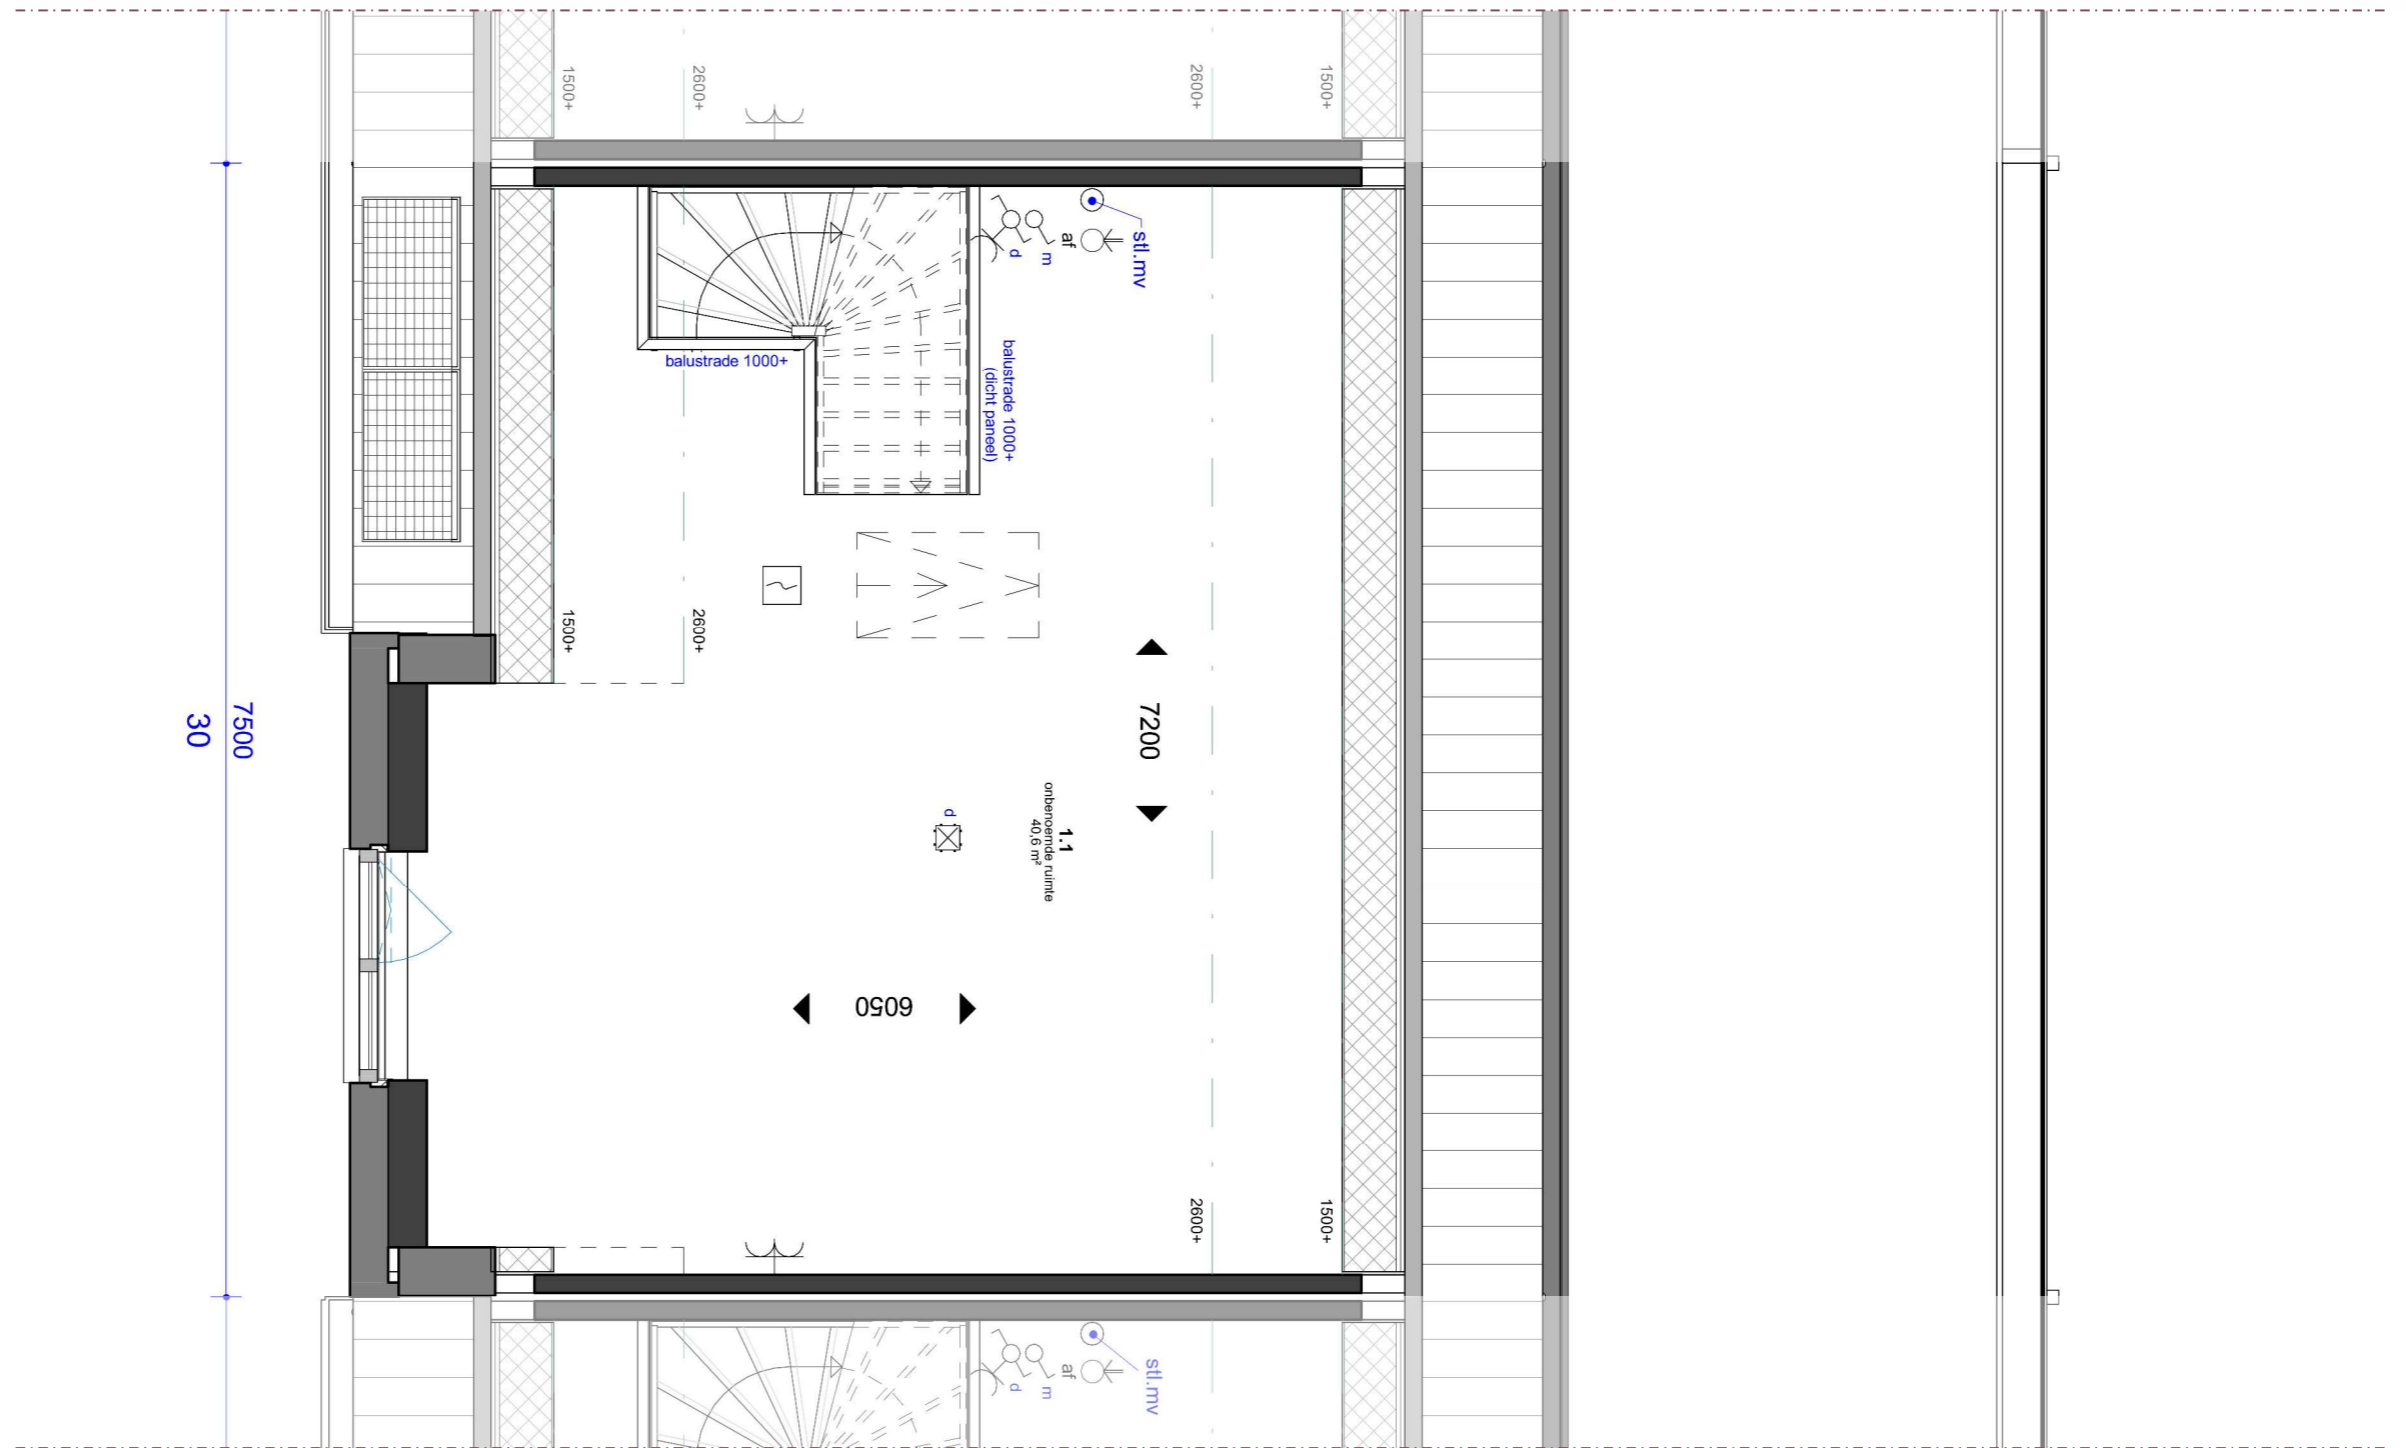 1500+
2600+
2600+
1500+
stl.mv
d
m
af
balustrade 1000+
balustrade 1000+
(dicht paneel)
1500+
2600+
7500
30
7200
d
1.1
onbenoemde ruimte
40,6 m²
6050
2600+
1500+
d
m
af
stl.mv